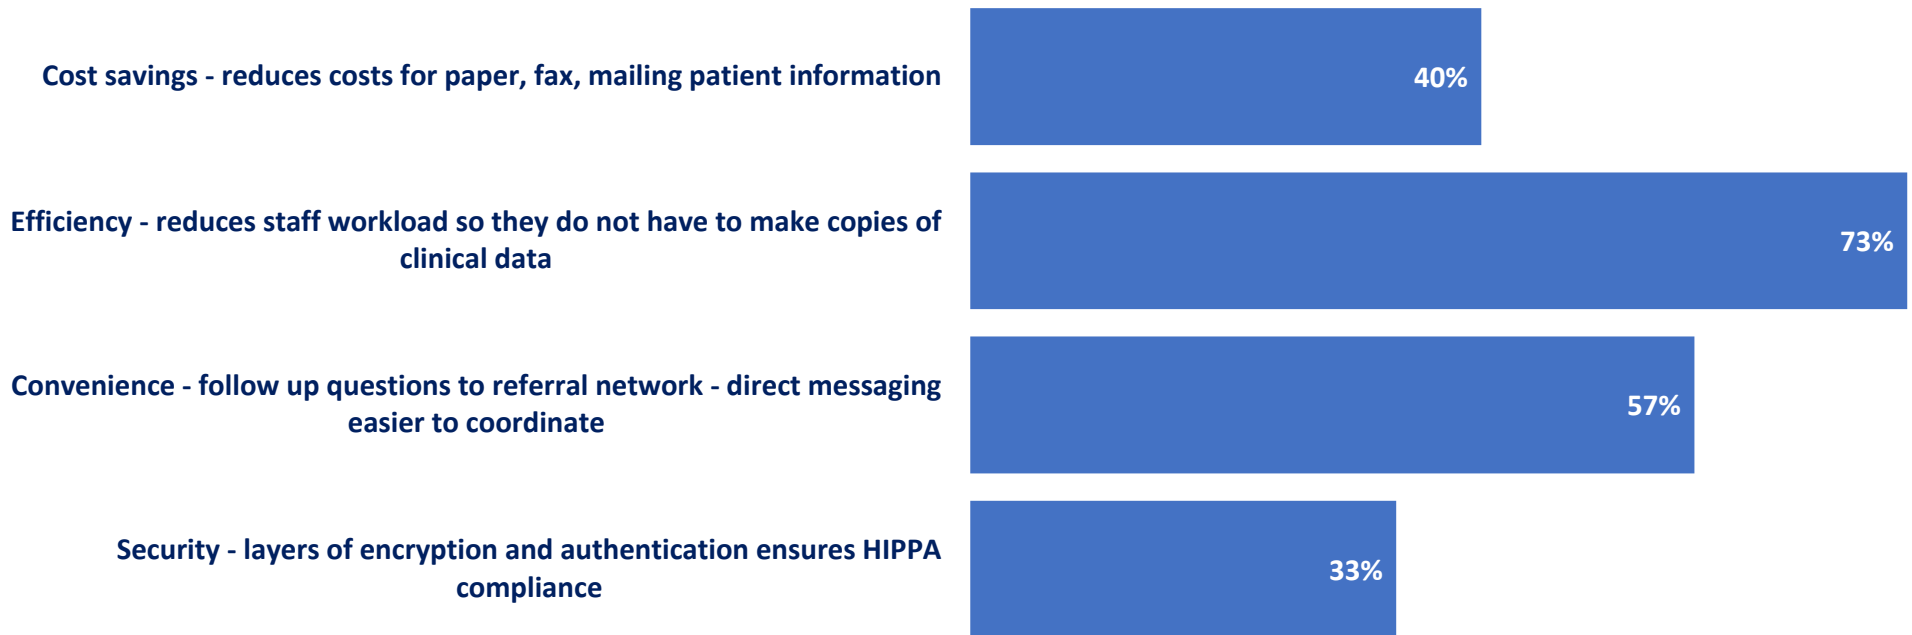 Cost savings - reduces costs for paper, fax, mailing patient information
40%
Efficiency - reduces staff workload so they do not have to make copies of
clinical data
73%
Convenience - follow up questions to referral network - direct messaging
easier to coordinate
57%
Security - layers of encryption and authentication ensures HIPPA
compliance
33%